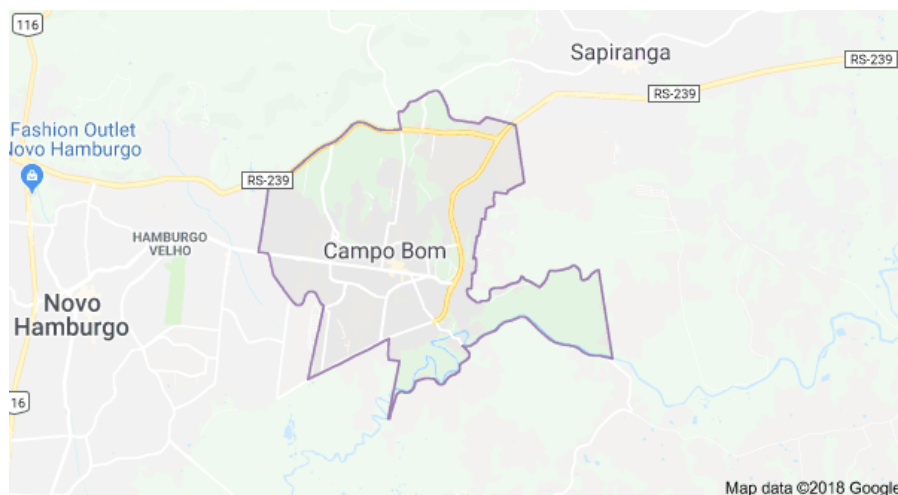 116
Sapiranga
RS-239
RS-239
Fashion Outlet
Novo Hamburgo
RS-239
HAMBURGO
VELHO
Campo Bom
Novo
Hamburgo
16
Map data ©2018 Google